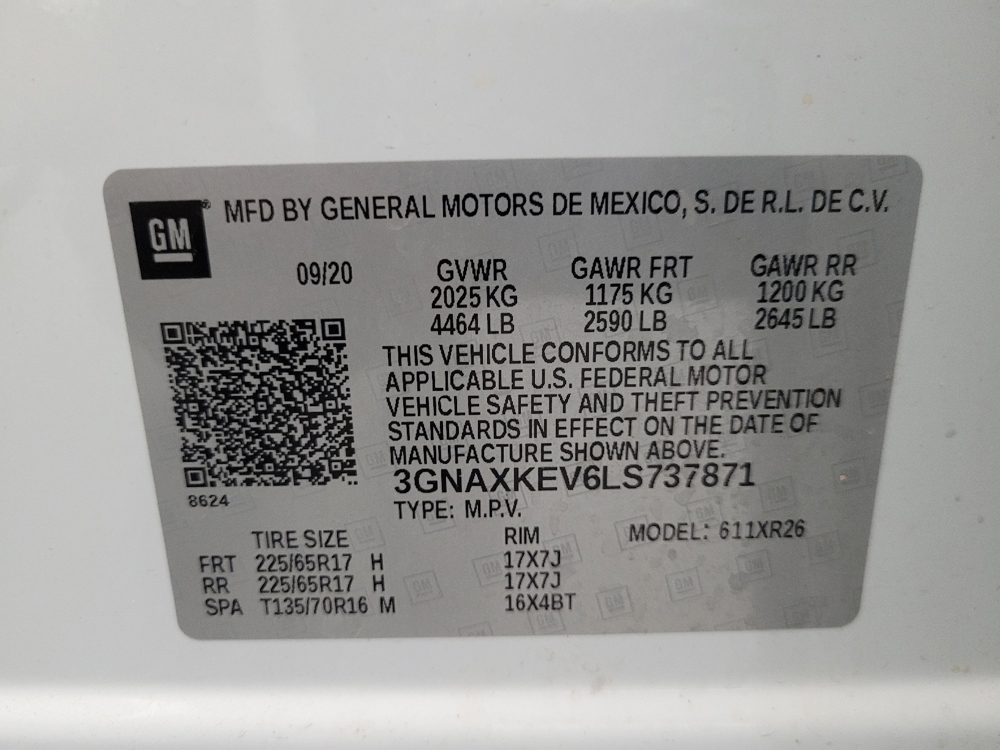 GM® MFD BY GENERAL MOTORS DE MEXICO, S. DE R.L. DE C.V.
09/20 GVWR GAWR FRT GAWR RR
2025 KG 1175 KG 1200 KG
4464 LB 2590 LB 2645 LB
THIS VEHICLE CONFORMS TO ALL
APPLICABLE U.S. FEDERAL MOTOR
VEHICLE SAFETY AND THEFT PREVENTION
STANDARDS IN EFFECT ON THE DATE OF
MANUFACTURE SHOWN ABOVE.
3GNAXKEV6LS737871
8624
TYPE: M.P.V.
TIRE SIZE RIM MODEL: 611XR26
FRT 225/65R17 H 17X7J
RR 225/65R17 H 17X7J
SPA T135/70R16 M 16X4BT